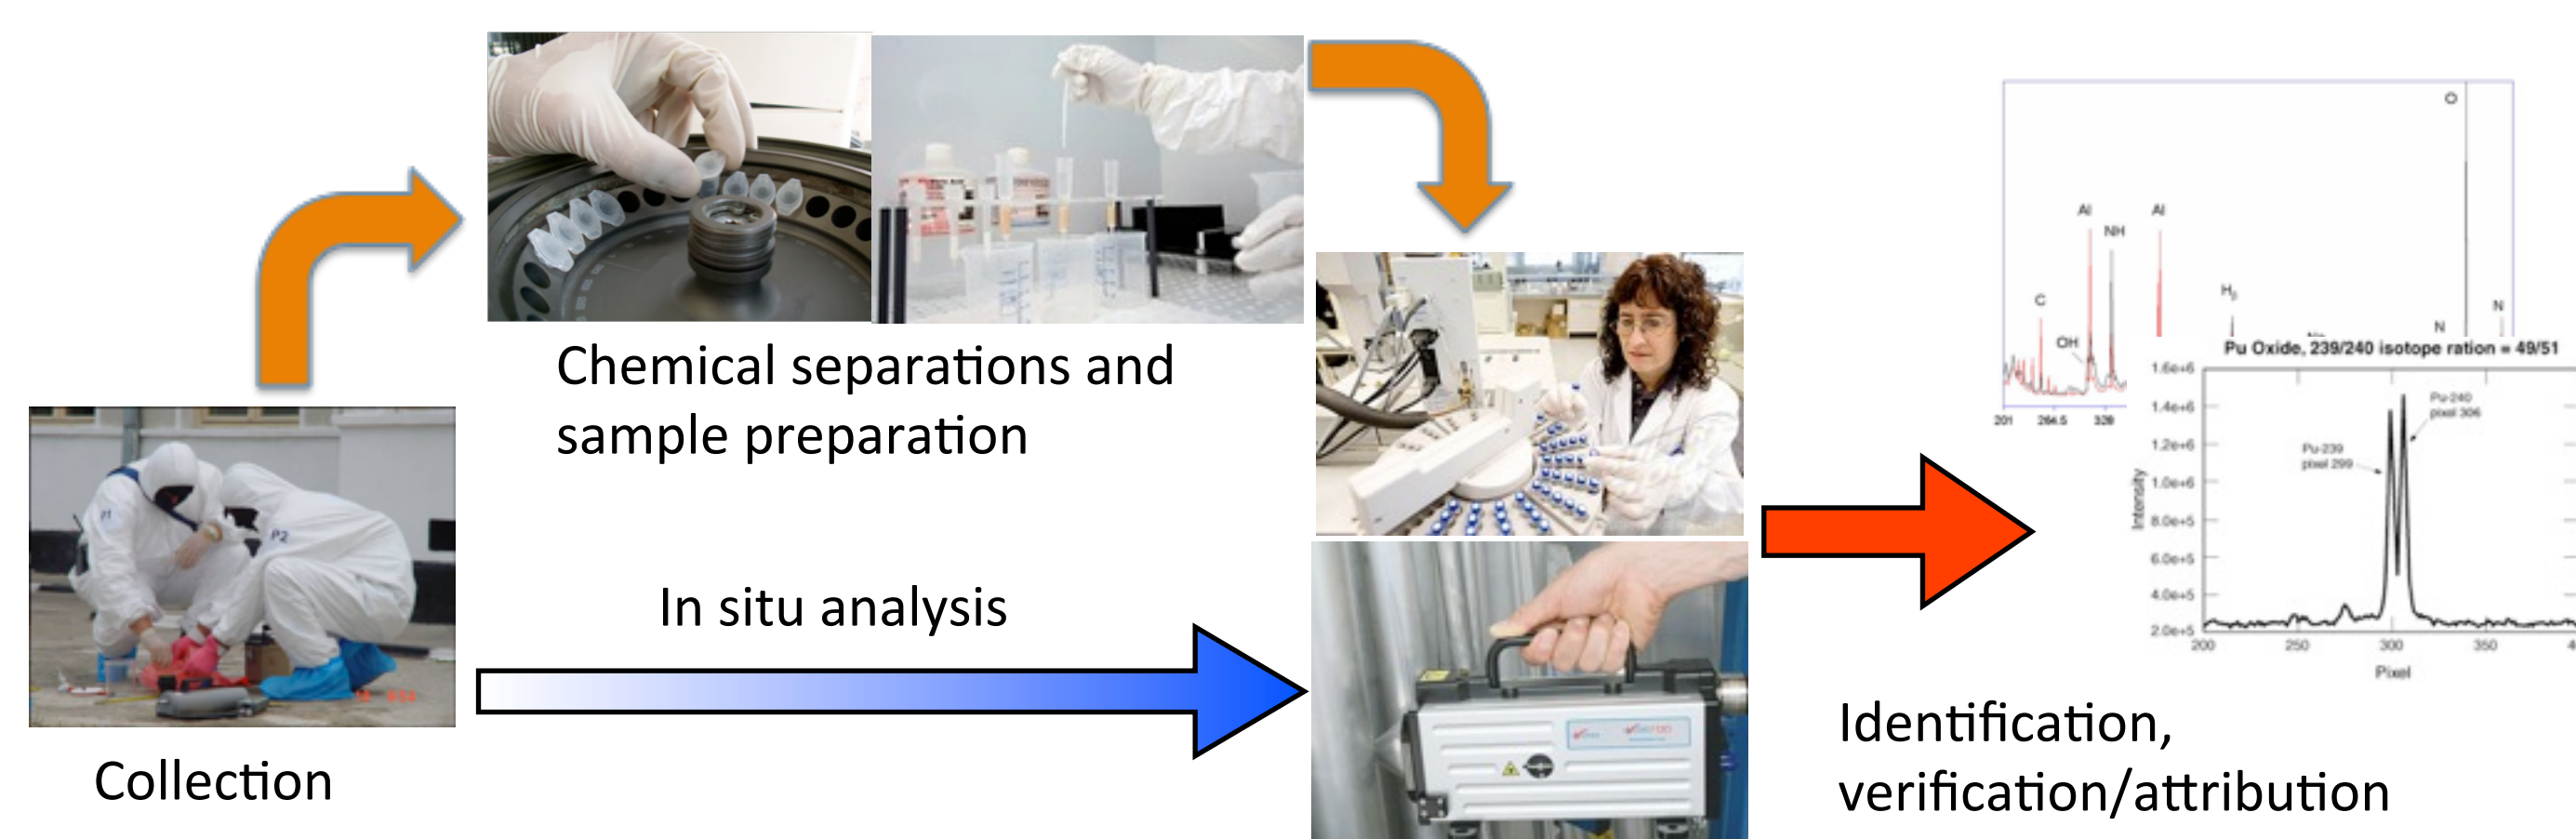 Chemical separations and
sample preparation
In situ analysis
Collection
P1
P2
O
Al
Al
NH
C
OH
Hβ
N
N
201
264.5
328
Pu Oxide, 239/240 isotope ration = 49/51
1.6e+6
1.4e+6
1.2e+6
1.0e+6
8.0e+5
6.0e+5
4.0e+5
2.0e+5
Intensity
Pu-240
pixel 306
Pu-239
pixel 299
200
250
300
350
Pixel
Identification,
verification/attribution